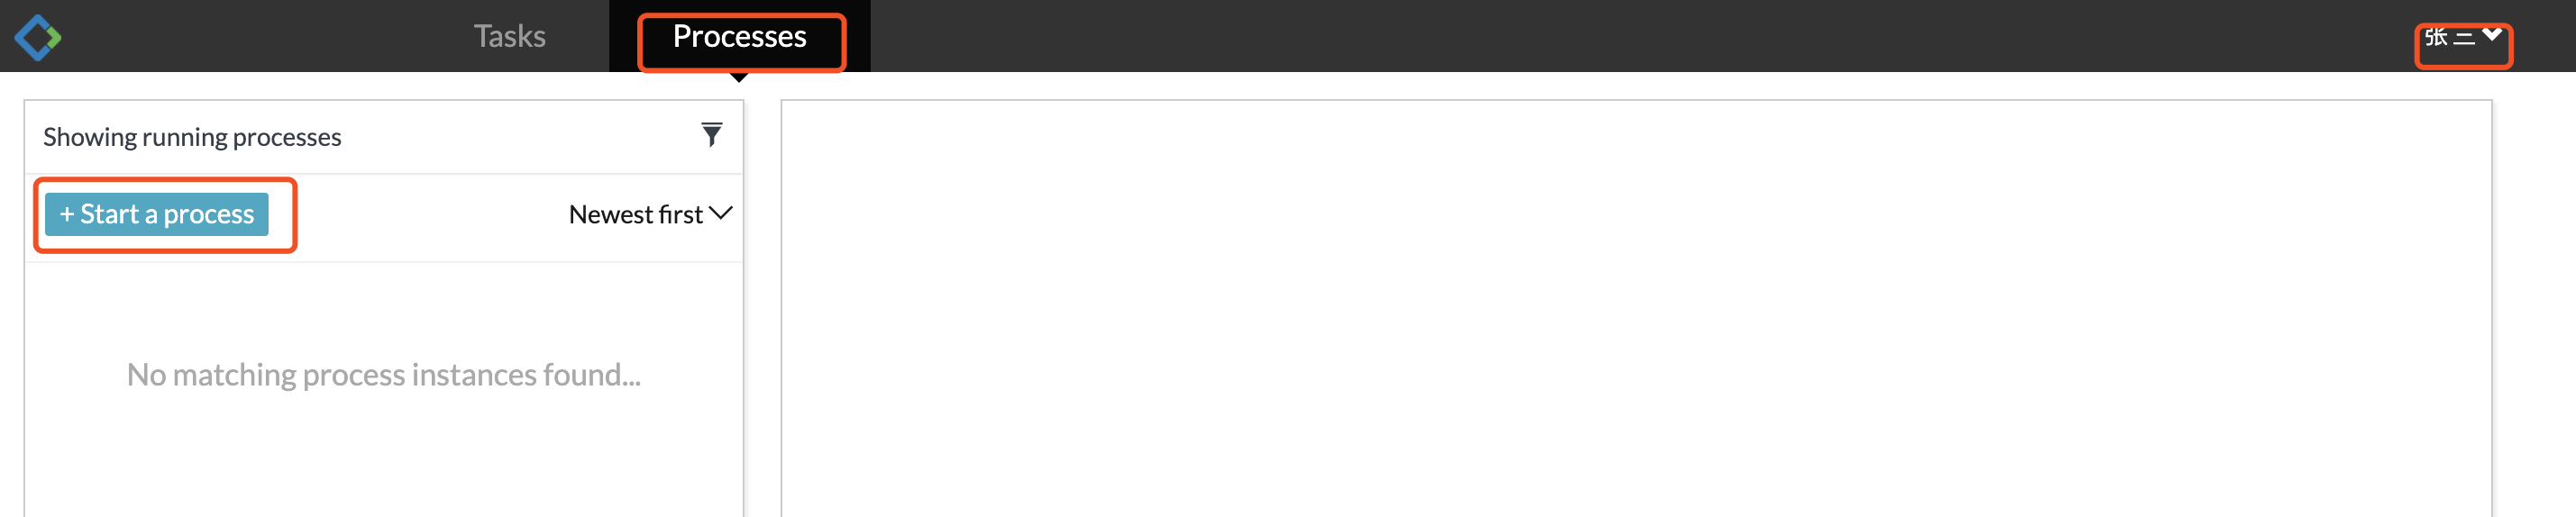 Tasks
Processes
张 三
Showing running processes
+ Start a process
Newest first
No matching process instances found...